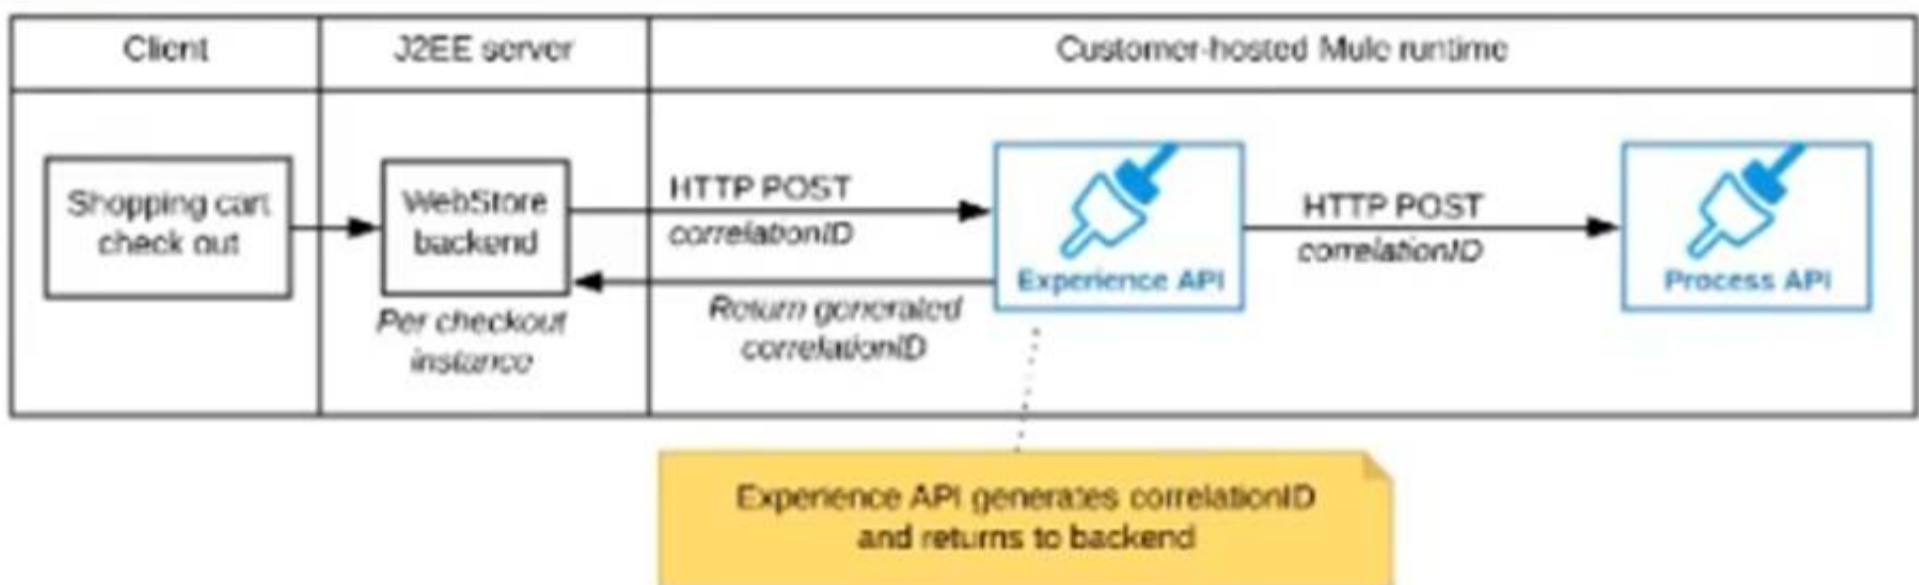 Client
J2EE server
Customer-hosted Mule runtime
Shopping cart
check out
WebStore
backend
Per checkout
instance
HTTP POST
correlationID
Return generated
correlationID
Experience API
HTTP POST
correlationID
Process API
Experience API generates correlationID
and returns to backend